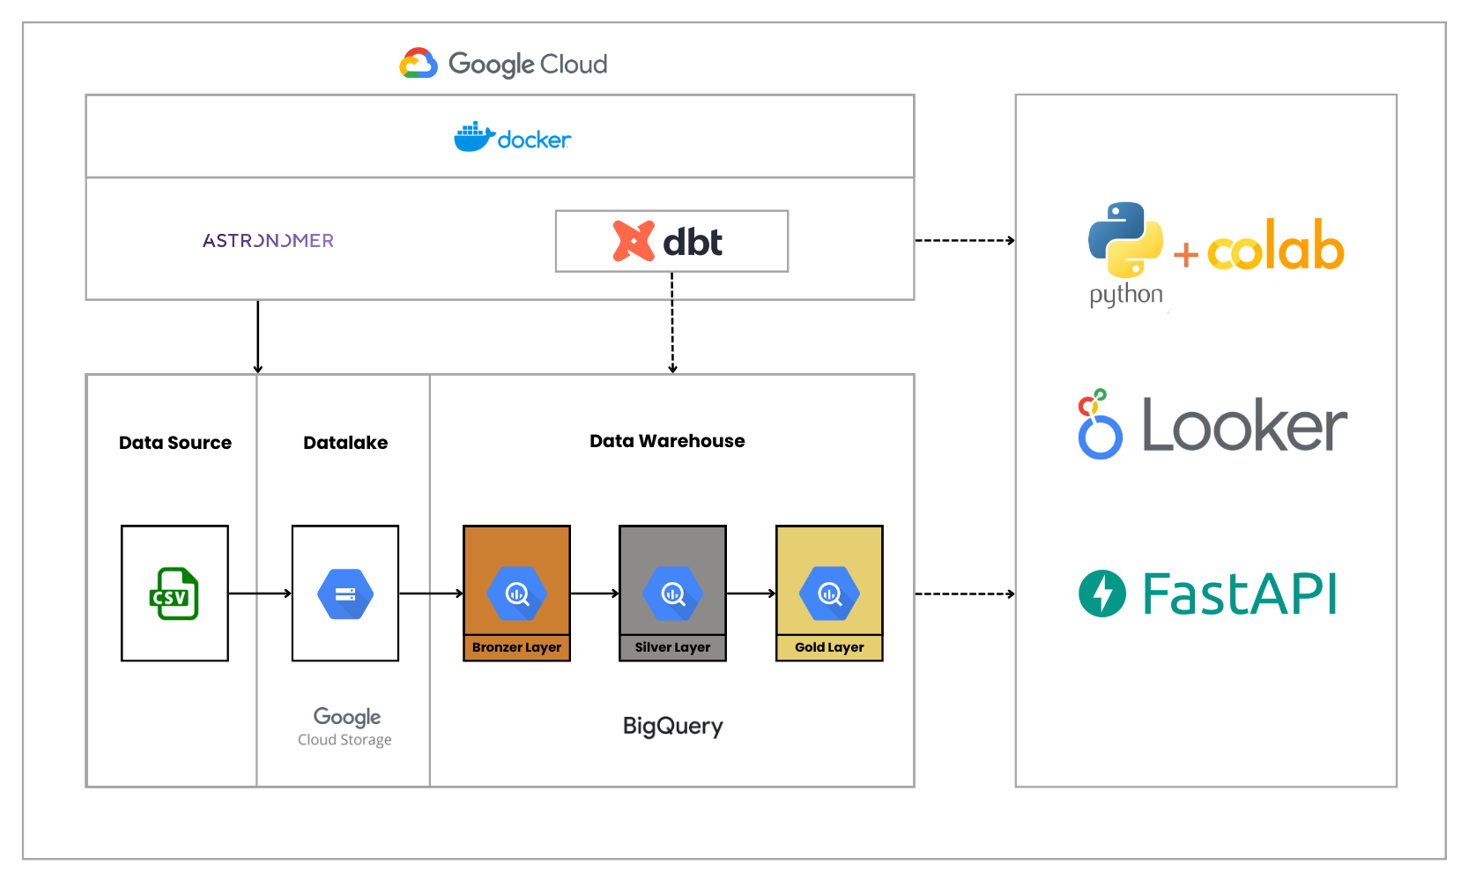 Google Cloud
docker
ASTRONOMER
dbt
python
+ colab
Looker
FastAPI
Data Source
Datalake
Data Warehouse
CSV
Bronzer Layer
Silver Layer
Gold Layer
Google
Cloud Storage
BigQuery